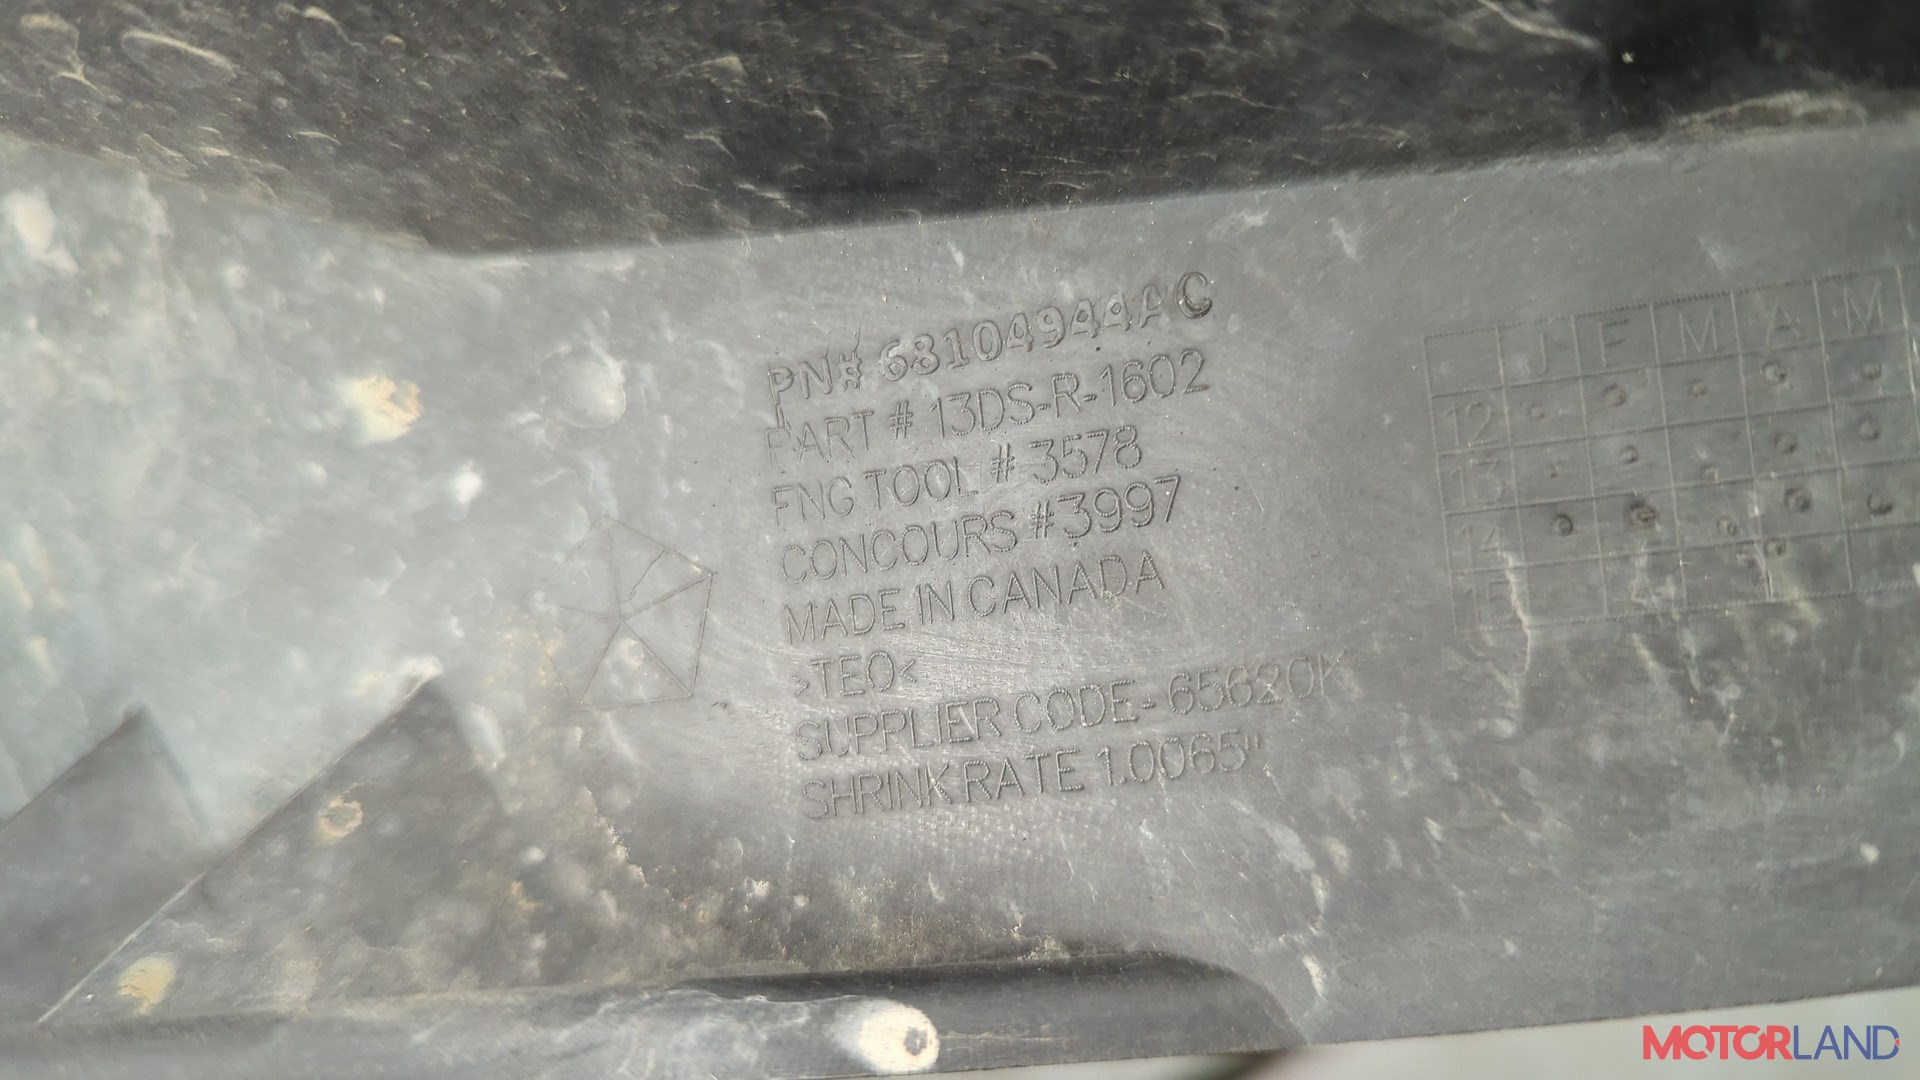 PN# 68104944AC
PART # 13DS-R-1602
FNG TOOL # 3578
CONCOURS #3997
MADE IN CANADA
>TEO<
SUPPLIER CODE - 65620K
SHRINK RATE 1.0065"
J F M A M
12
13
14
15
MOTORLAND